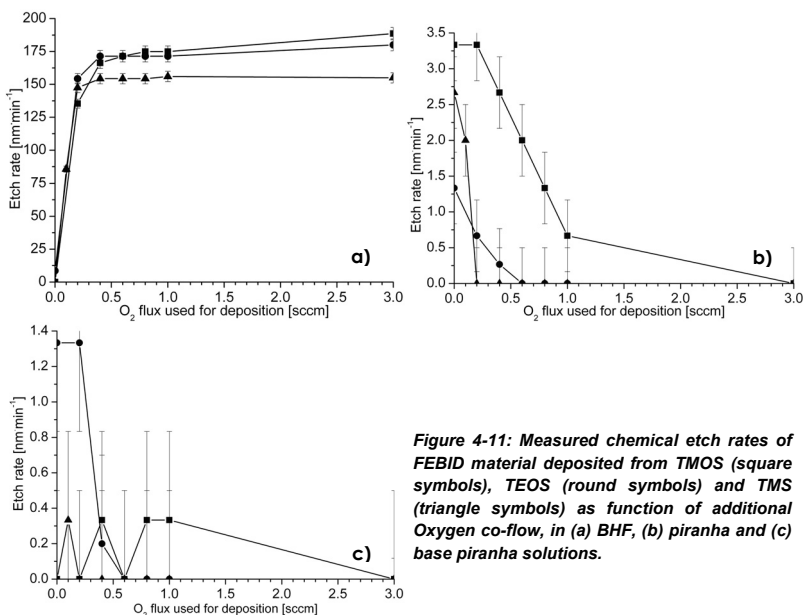 200
175
150
125
100
75
50
25
0
Etch rate [nm·min⁻¹]
0.0 0.5 1.0 1.5 2.0 2.5 3.0
O₂ flux used for deposition [sccm]
a)
3.5
3.0
2.5
2.0
1.5
1.0
0.5
0.0
Etch rate [nm·min⁻¹]
0.0 0.5 1.0 1.5 2.0 2.5 3.0
O₂ flux used for deposition [sccm]
b)
1.4
1.2
1.0
0.8
0.6
0.4
0.2
0.0
Etch rate [nm·min⁻¹]
0.0 0.5 1.0 1.5 2.0 2.5 3.0
O₂ flux used for deposition [sccm]
c)
Figure 4-11: Measured chemical etch rates of
FEBID material deposited from TMOS (square
symbols), TEOS (round symbols) and TMS
(triangle symbols) as function of additional
Oxygen co-flow, in (a) BHF, (b) piranha and (c)
base piranha solutions.